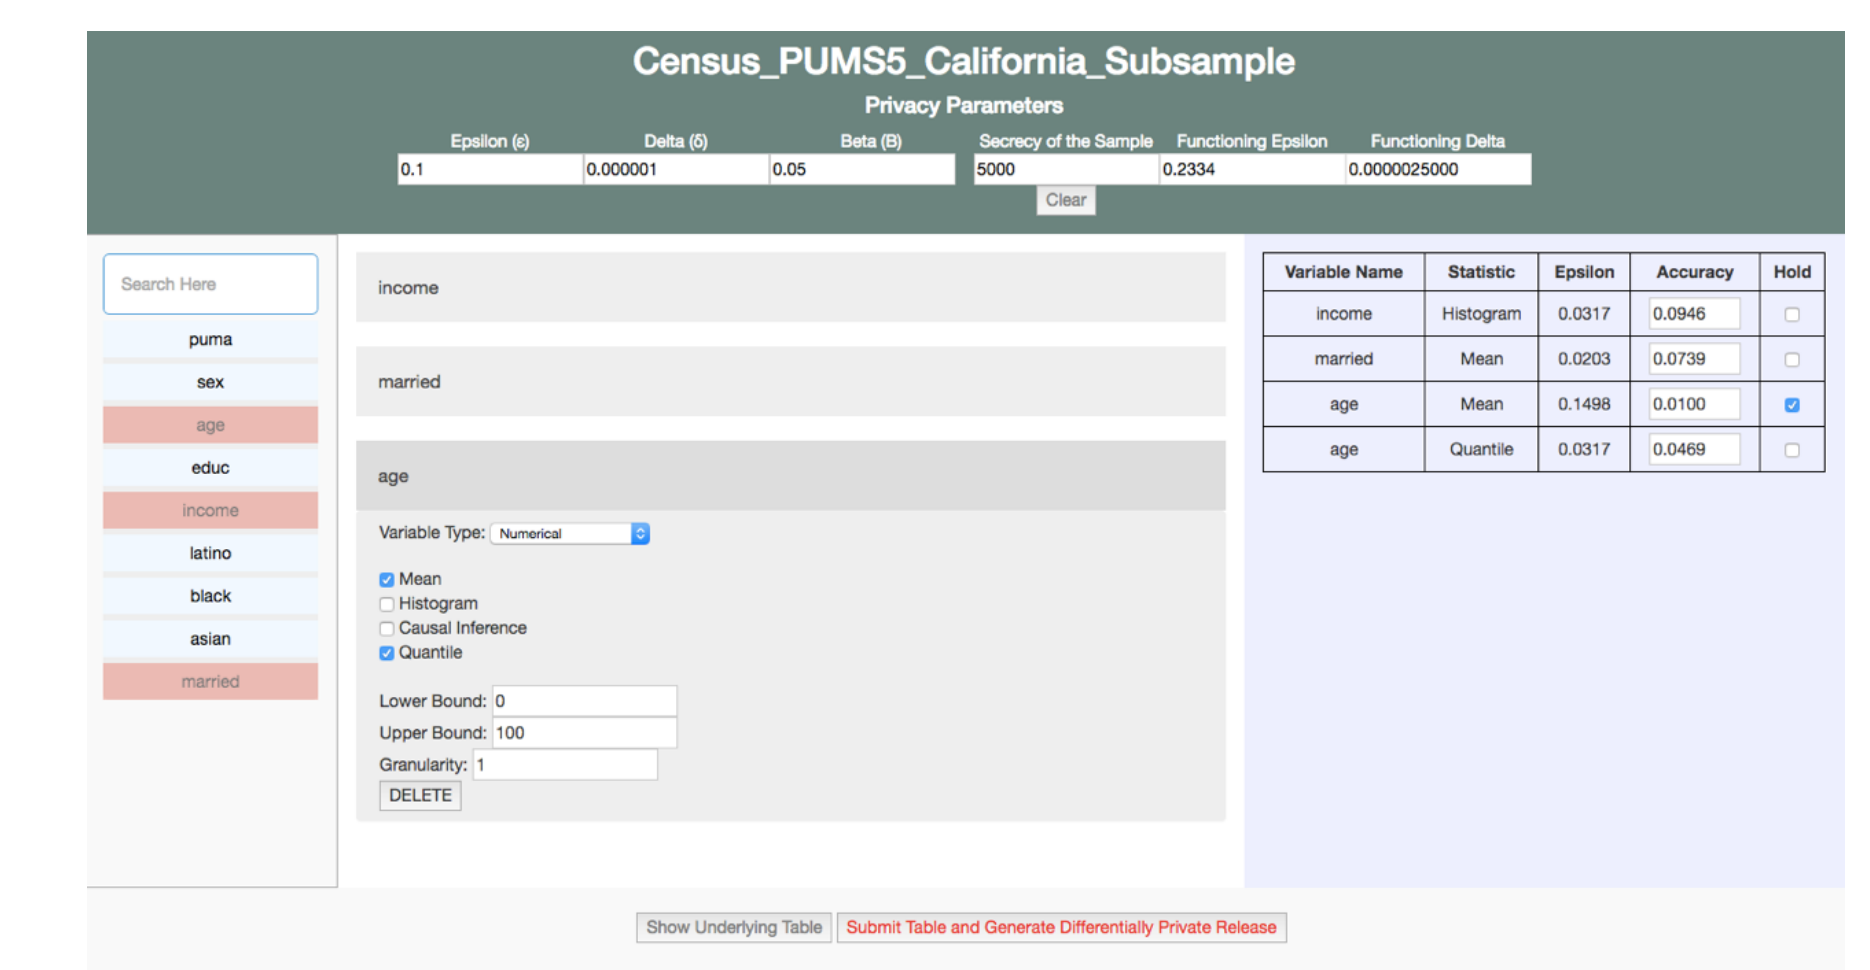 Census_PUMS5_California_Subsample
Privacy Parameters
Epsilon (ε) Delta (δ) Beta (B) Secrecy of the Sample Functioning Epsilon Functioning Delta
0.1 0.000001 0.05 5000 0.2334 0.0000025000
Clear
Search Here
puma
sex
age
educ
income
latino
black
asian
married
income
married
age
Variable Type: Numerical
Mean
Histogram
Causal Inference
Quantile
Lower Bound: 0
Upper Bound: 100
Granularity: 1
DELETE
Variable Name Statistic Epsilon Accuracy Hold
income Histogram 0.0317 0.0946
married Mean 0.0203 0.0739
age Mean 0.1498 0.0100
age Quantile 0.0317 0.0469
Show Underlying Table Submit Table and Generate Differentially Private Release